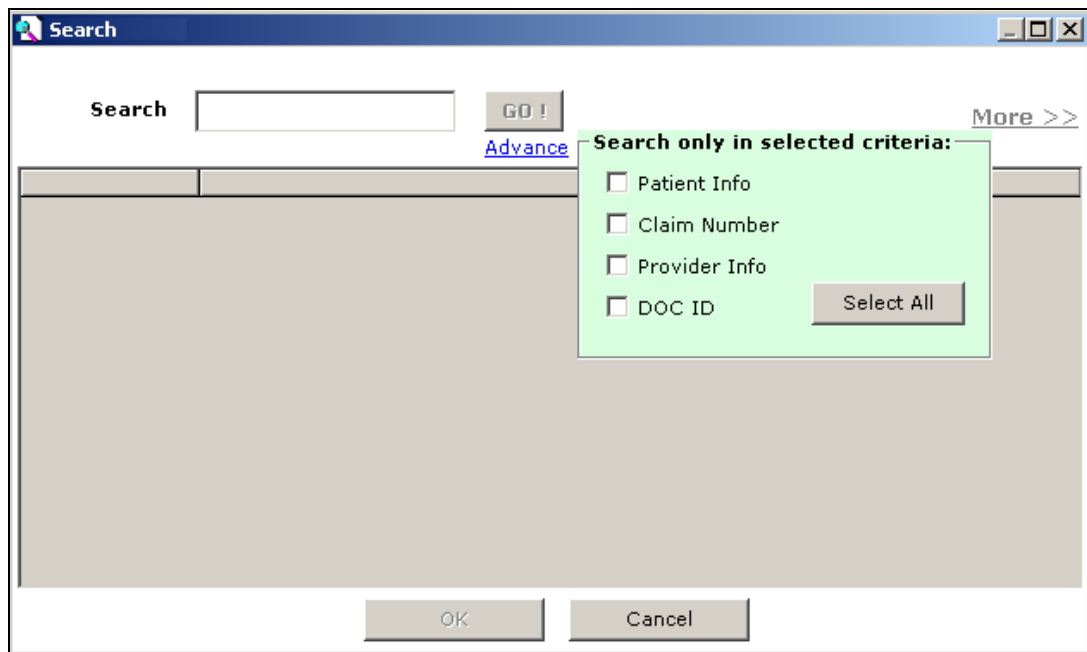 Search
Search
GO !
More >>
Advance
Search only in selected criteria:
Patient Info
Claim Number
Provider Info
DOC ID
Select All
OK
Cancel